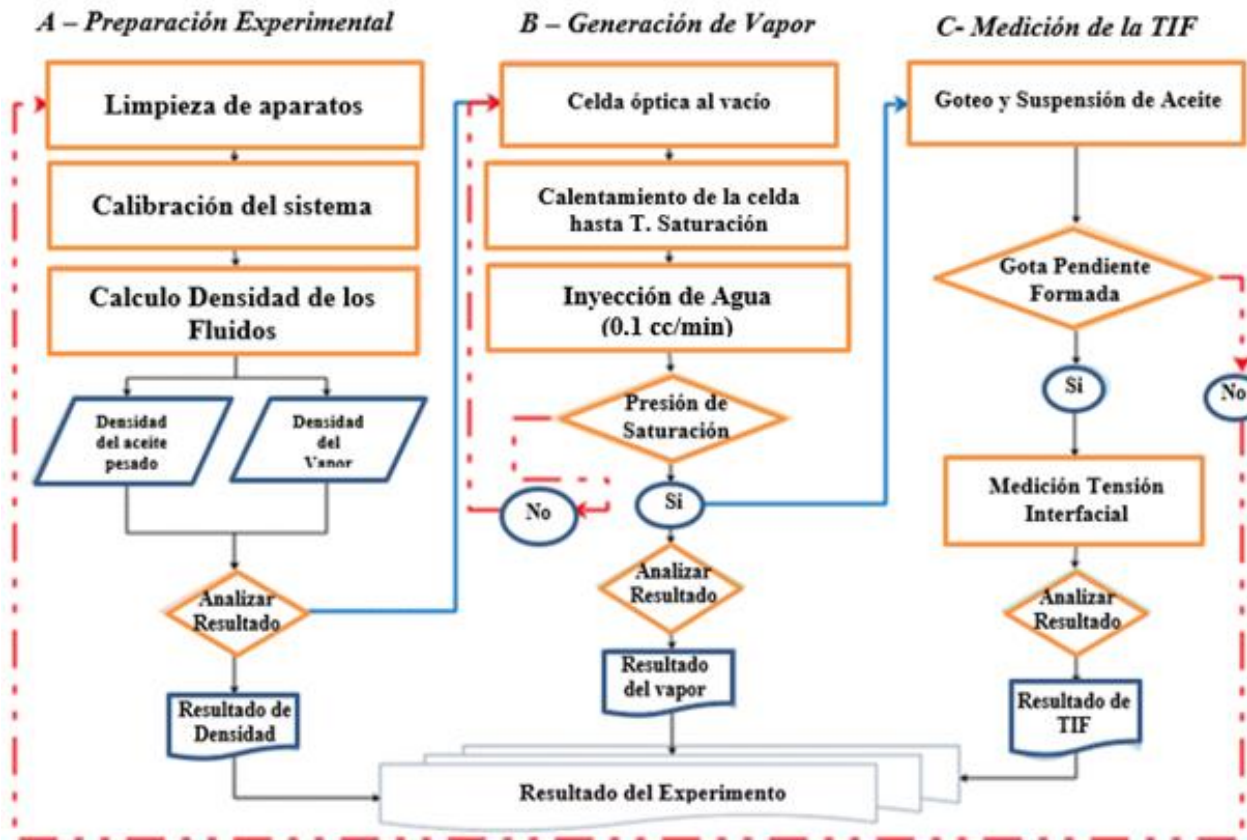 A – Preparación Experimental
Limpieza de aparatos
Calibración del sistema
Calculo Densidad de los
Fluidos
Densidad
del aceite
pesado
Densidad
del
Vapor
Analizar
Resultado
Resultado de
Densidad
B – Generación de Vapor
Celda óptica al vacío
Calentamiento de la celda
hasta T. Saturación
Inyección de Agua
(0.1 cc/min)
Presión de
Saturación
No
Si
Analizar
Resultado
Resultado
del vapor
C- Medición de la TIF
Goteo y Suspensión de Aceite
Gota Pendiente
Formada
Si
No
Medición Tensión
Interfacial
Analizar
Resultado
Resultado de
TIF
Resultado del Experimento